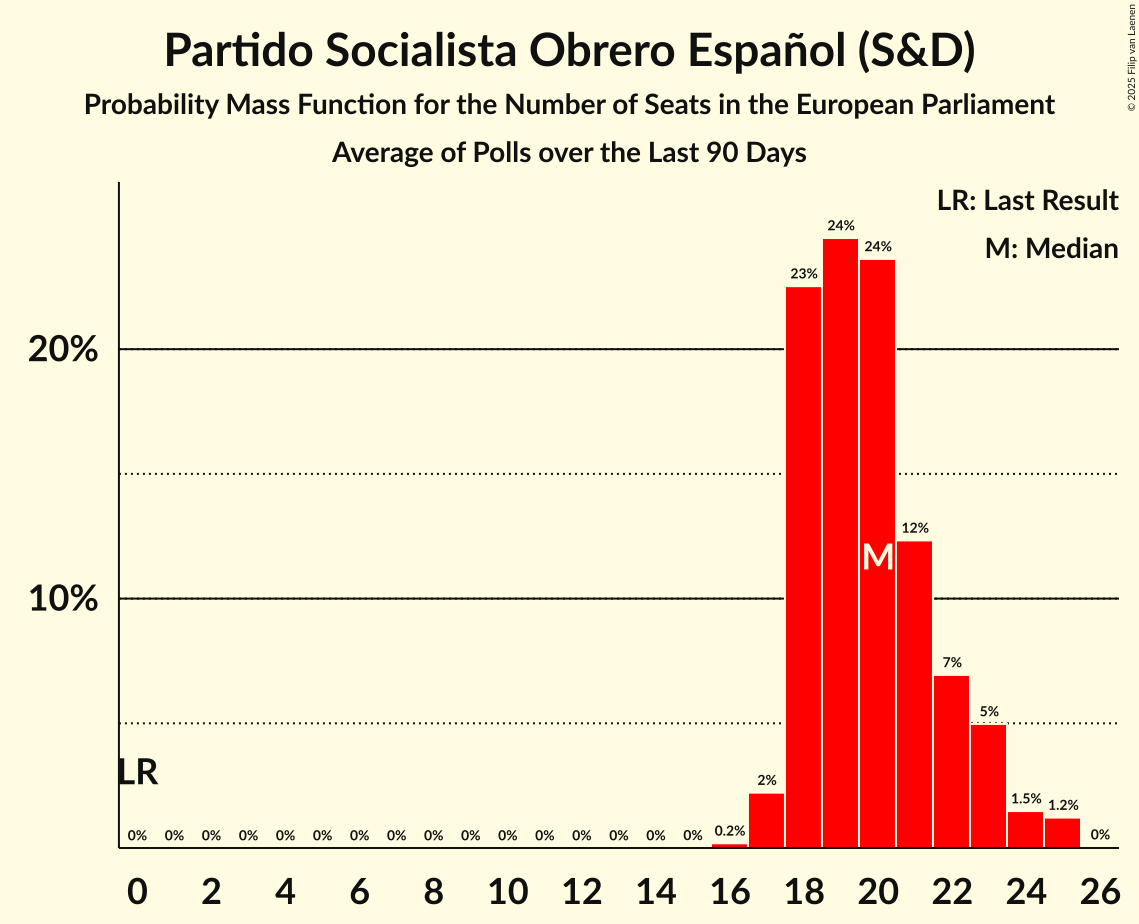 Partido Socialista Obrero Español (S&D)
Probability Mass Function for the Number of Seats in the European Parliament
Average of Polls over the Last 90 Days
© 2025 Filip van Laenen
LR: Last Result
M: Median
24%
24%
23%
20%
12%
M
10%
7%
5%
LR
2%
1.5%
1.2%
0% 0% 0% 0% 0% 0% 0% 0% 0% 0% 0% 0% 0% 0% 0% 0% 0.2% 0%
0 2 4 6 8 10 12 14 16 18 20 22 24 26